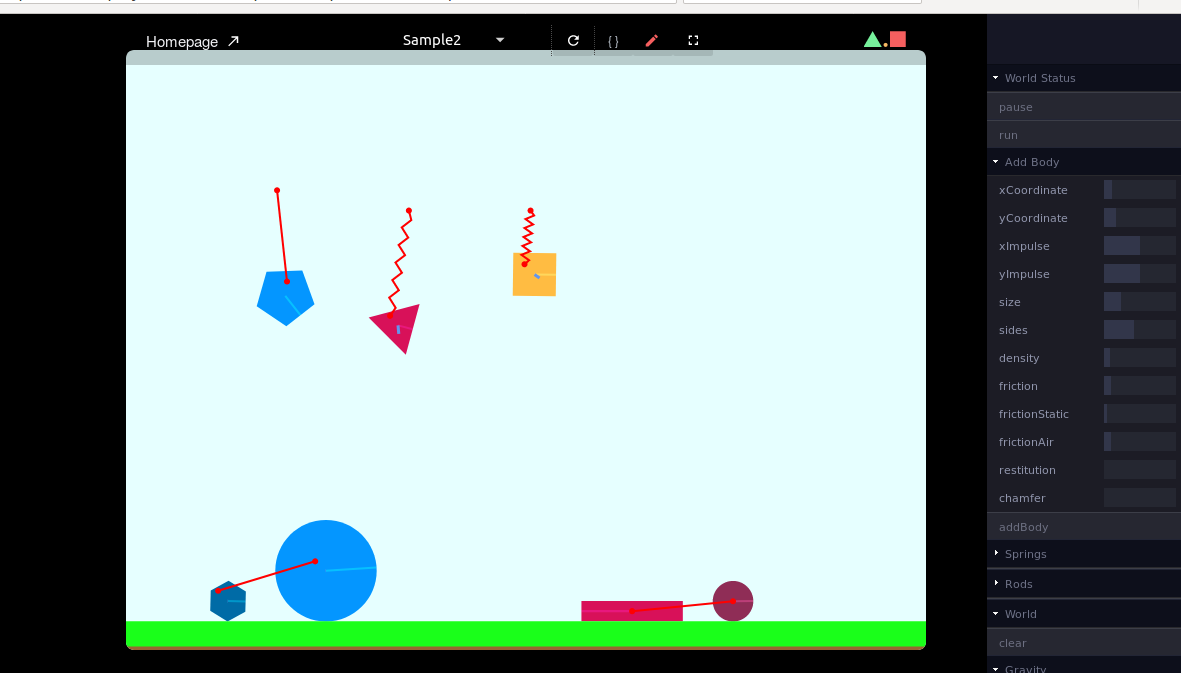 Homepage
Sample2
{ }
World Status
pause
run
Add Body
xCoordinate
yCoordinate
xImpulse
yImpulse
size
sides
density
friction
frictionStatic
frictionAir
restitution
chamfer
addBody
Springs
Rods
World
clear
Gravity